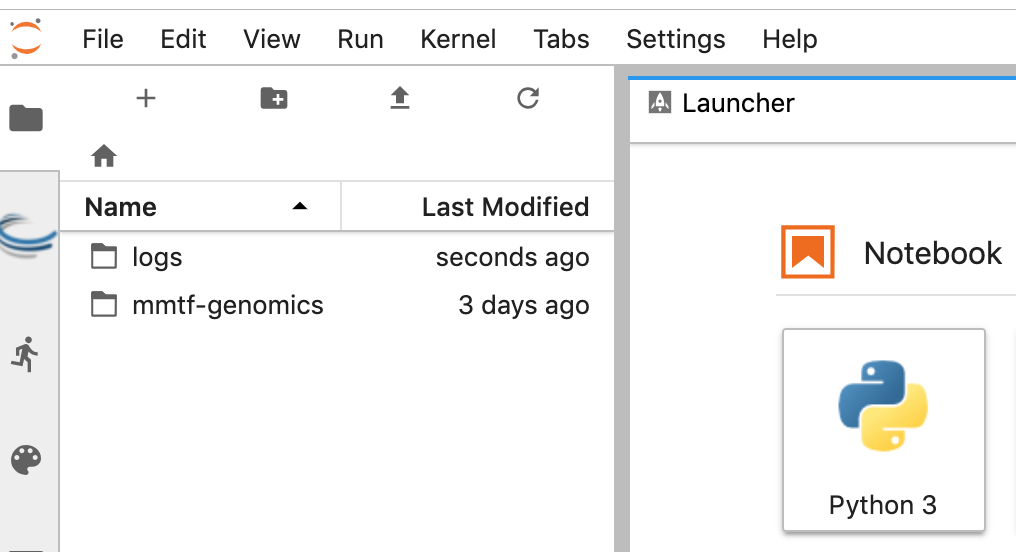 File Edit View Run Kernel Tabs Settings Help
Launcher
Name Last Modified
logs seconds ago
mmtf-genomics 3 days ago
Notebook
Python 3